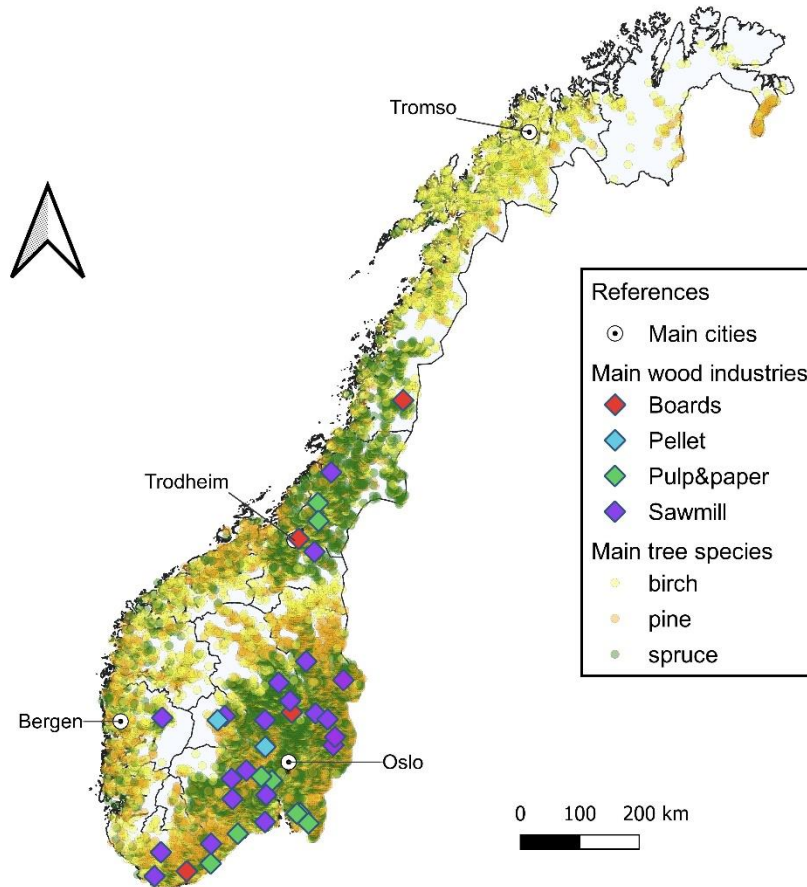 Tromso
References
Main cities
Main wood industries
Boards
Pellet
Pulp&paper
Sawmill
Main tree species
birch
pine
spruce
Trodheim
Bergen
Oslo
0 100 200 km